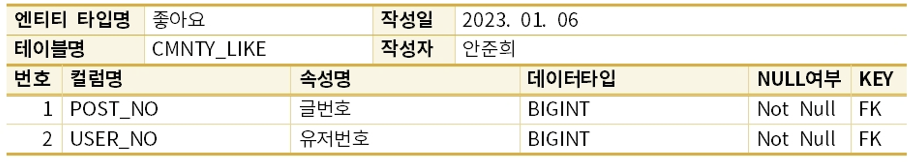 엔티티 타입명 좋아요 작성일 2023. 01. 06
테이블명 CMNTY_LIKE 작성자 안준희
번호 컬럼명 속성명 데이터타입 NULL여부 KEY
1 POST_NO 글번호 BIGINT Not Null FK
2 USER_NO 유저번호 BIGINT Not Null FK